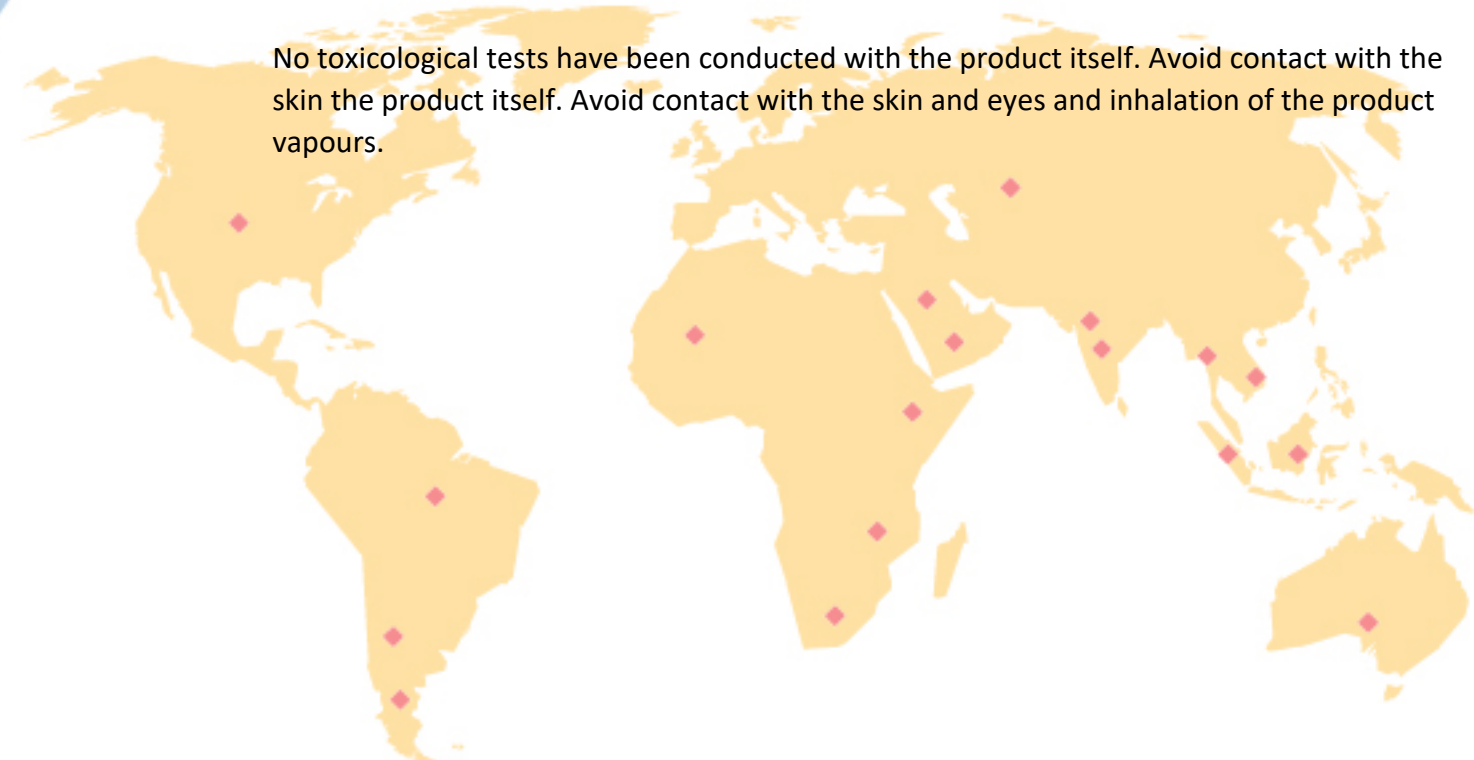 No toxicological tests have been conducted with the product itself. Avoid contact with the
skin the product itself. Avoid contact with the skin and eyes and inhalation of the product
vapours.